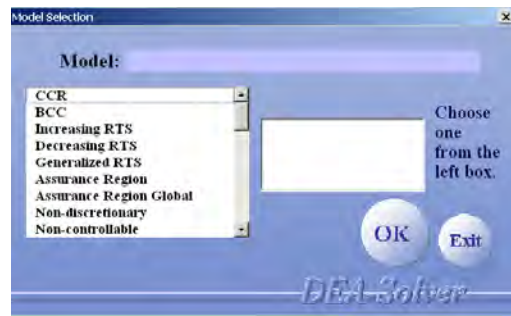 Model Selection
Model:
CCR
BCC
Increasing RTS
Decreasing RTS
Generalized RTS
Assurance Region
Assurance Region Global
Non-discretionary
Non-controllable
Choose
one
from the
left box.
OK
Exit
DEA-Solver